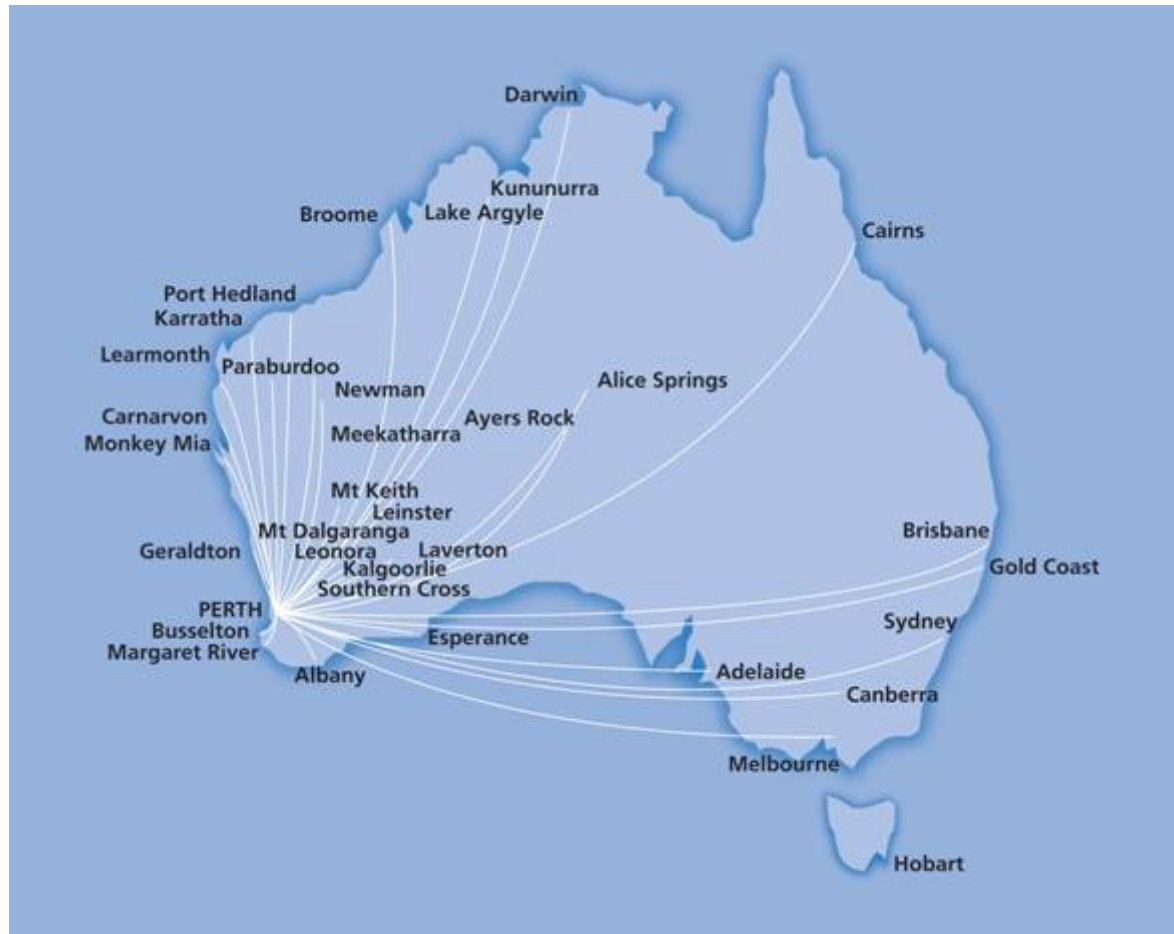 Darwin
Kununurra
Lake Argyle
Broome
Cairns
Port Hedland
Karratha
Learmonth
Paraburdoo
Newman
Alice Springs
Carnarvon
Ayers Rock
Monkey Mia
Meekatharra
Mt Keith
Leinster
Mt Dalgaranga
Geraldton
Leonora
Laverton
Kalgoorlie
Southern Cross
Brisbane
Gold Coast
PERTH
Busselton
Margaret River
Esperance
Sydney
Albany
Adelaide
Canberra
Melbourne
Hobart